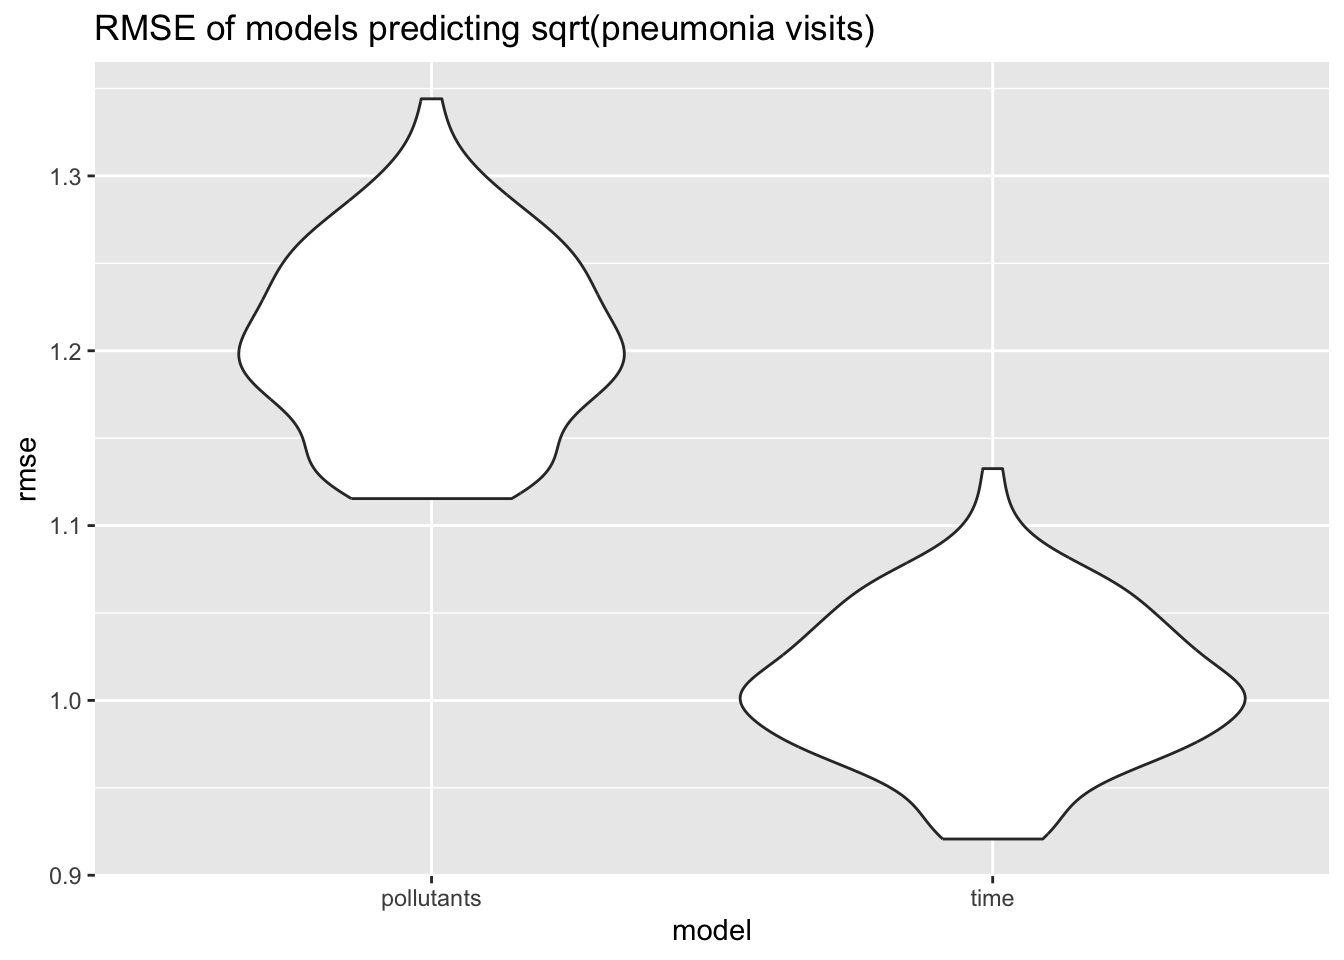 RMSE of models predicting sqrt(pneumonia visits)
1.3
1.2
1.1
1.0
0.9
rmse
pollutants time
model